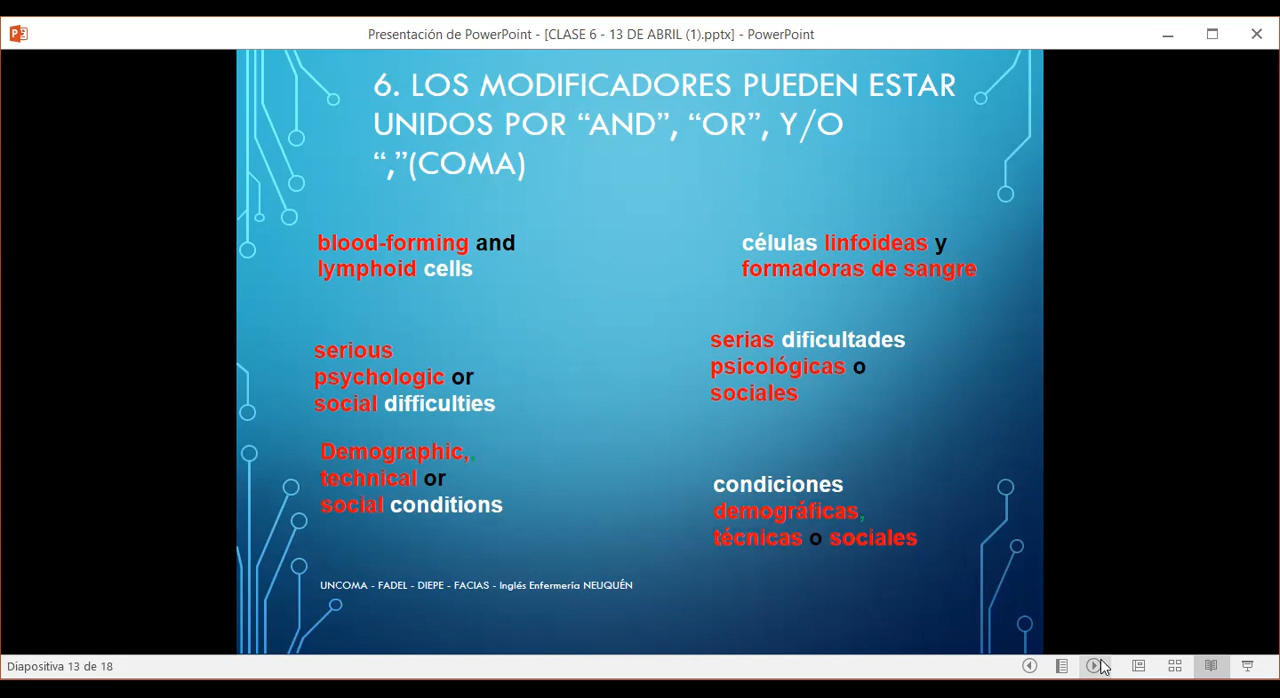 Presentación de PowerPoint - [CLASE 6 - 13 DE ABRIL (1).pptx] - PowerPoint
6. LOS MODIFICADORES PUEDEN ESTAR
UNIDOS POR “AND”, “OR”, Y/O
“,”(COMA)
blood-forming and
lymphoid cells
células linfoideas y
formadoras de sangre
serious
psychologic or
social difficulties
serias dificultades
psicológicas o
sociales
Demographic,,
technical or
social conditions
condiciones
demográficas,
técnicas o sociales
UNCOMA - FADEL - DIEPE - FACIAS - Inglés Enfermería NEUQUÉN
Diapositiva 13 de 18